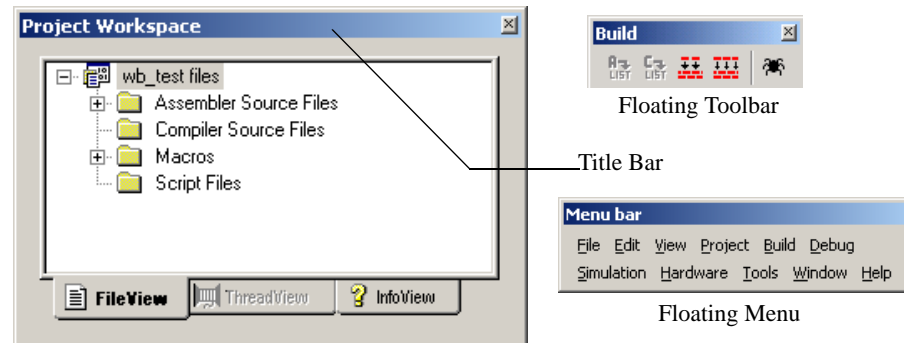 Project Workspace
wb_test files
Assembler Source Files
Compiler Source Files
Macros
Script Files
FileView ThreadView InfoView
Build
A LIST C LIST
Floating Toolbar
Title Bar
Menu bar
File Edit View Project Build Debug
Simulation Hardware Tools Window Help
Floating Menu